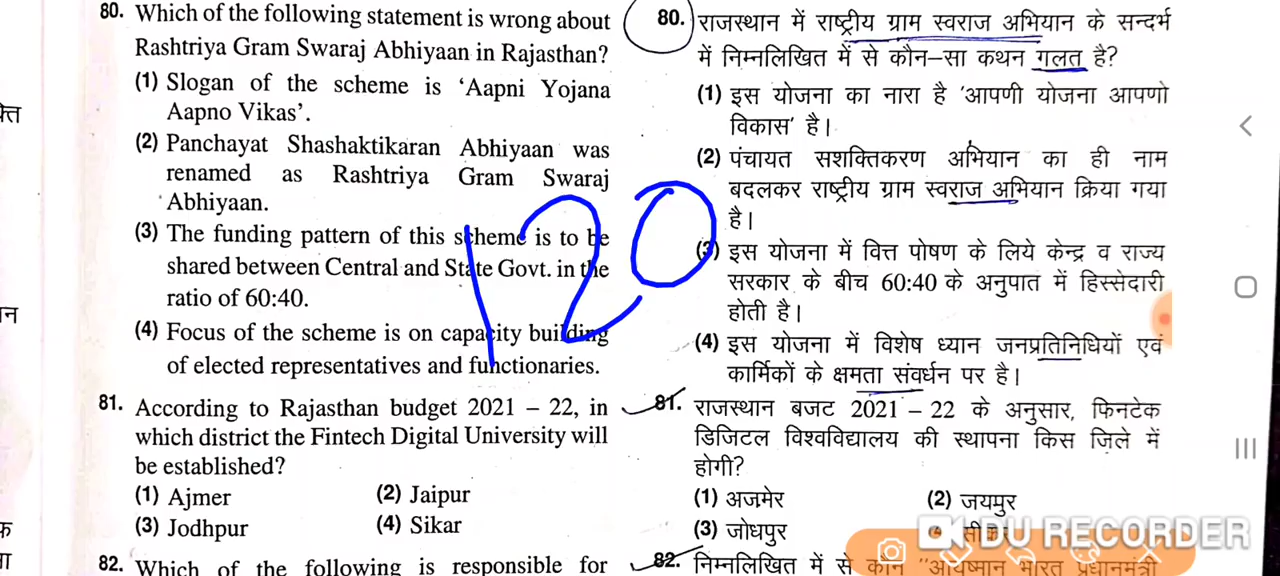 80. Which of the following statement is wrong about
Rashtriya Gram Swaraj Abhiyaan in Rajasthan?
(1) Slogan of the scheme is 'Aapni Yojana
Aapno Vikas'.
(2) Panchayat Shashaktikaran Abhiyaan was
renamed as Rashtriya Gram Swaraj
Abhiyaan.
(3) The funding pattern of this scheme is to be
shared between Central and State Govt. in the
ratio of 60:40.
(4) Focus of the scheme is on capacity building
of elected representatives and functionaries.
120
81. According to Rajasthan budget 2021 – 22, in
which district the Fintech Digital University will
be established?
(1) Ajmer (2) Jaipur
(3) Jodhpur (4) Sikar
82. Which of the following is responsible for
80. राजस्थान में राष्ट्रीय ग्राम स्वराज अभियान के सन्दर्भ
में निम्नलिखित में से कौन–सा कथन गलत है?
(1) इस योजना का नारा है 'आपणी योजना आपणो
विकास' है।
(2) पंचायत सशक्तिकरण अभियान का ही नाम
बदलकर राष्ट्रीय ग्राम स्वराज अभियान क्रिया गया
है।
(3) इस योजना में वित्त पोषण के लिये केन्द्र व राज्य
सरकार के बीच 60:40 के अनुपात में हिस्सेदारी
होती है।
(4) इस योजना में विशेष ध्यान जनप्रतिनिधियों एवं
कार्मिकों के क्षमता संवर्धन पर है।
81. राजस्थान बजट 2021 – 22 के अनुसार, फिनटेक
डिजिटल विश्वविद्यालय की स्थापना किस जिले में
होगी?
(1) अजमेर (2) जयपुर
(3) जोधपुर
DU RECORDER
82. निम्नलिखित में से कौन "आयुष्मान भारत प्रधानमंत्री